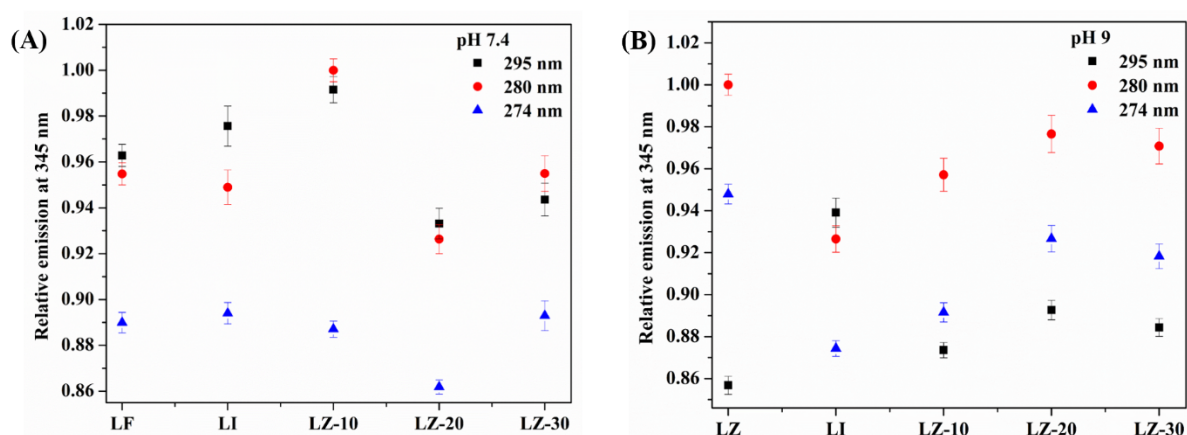 (A)
pH 7.4
295 nm
280 nm
274 nm
Relative emission at 345 nm
1.02
1.00
0.98
0.96
0.94
0.92
0.90
0.88
0.86
LF LI LZ-10 LZ-20 LZ-30
(B)
pH 9
295 nm
280 nm
274 nm
Relative emission at 345 nm
1.02
1.00
0.98
0.96
0.94
0.92
0.90
0.88
0.86
LZ LI LZ-10 LZ-20 LZ-30